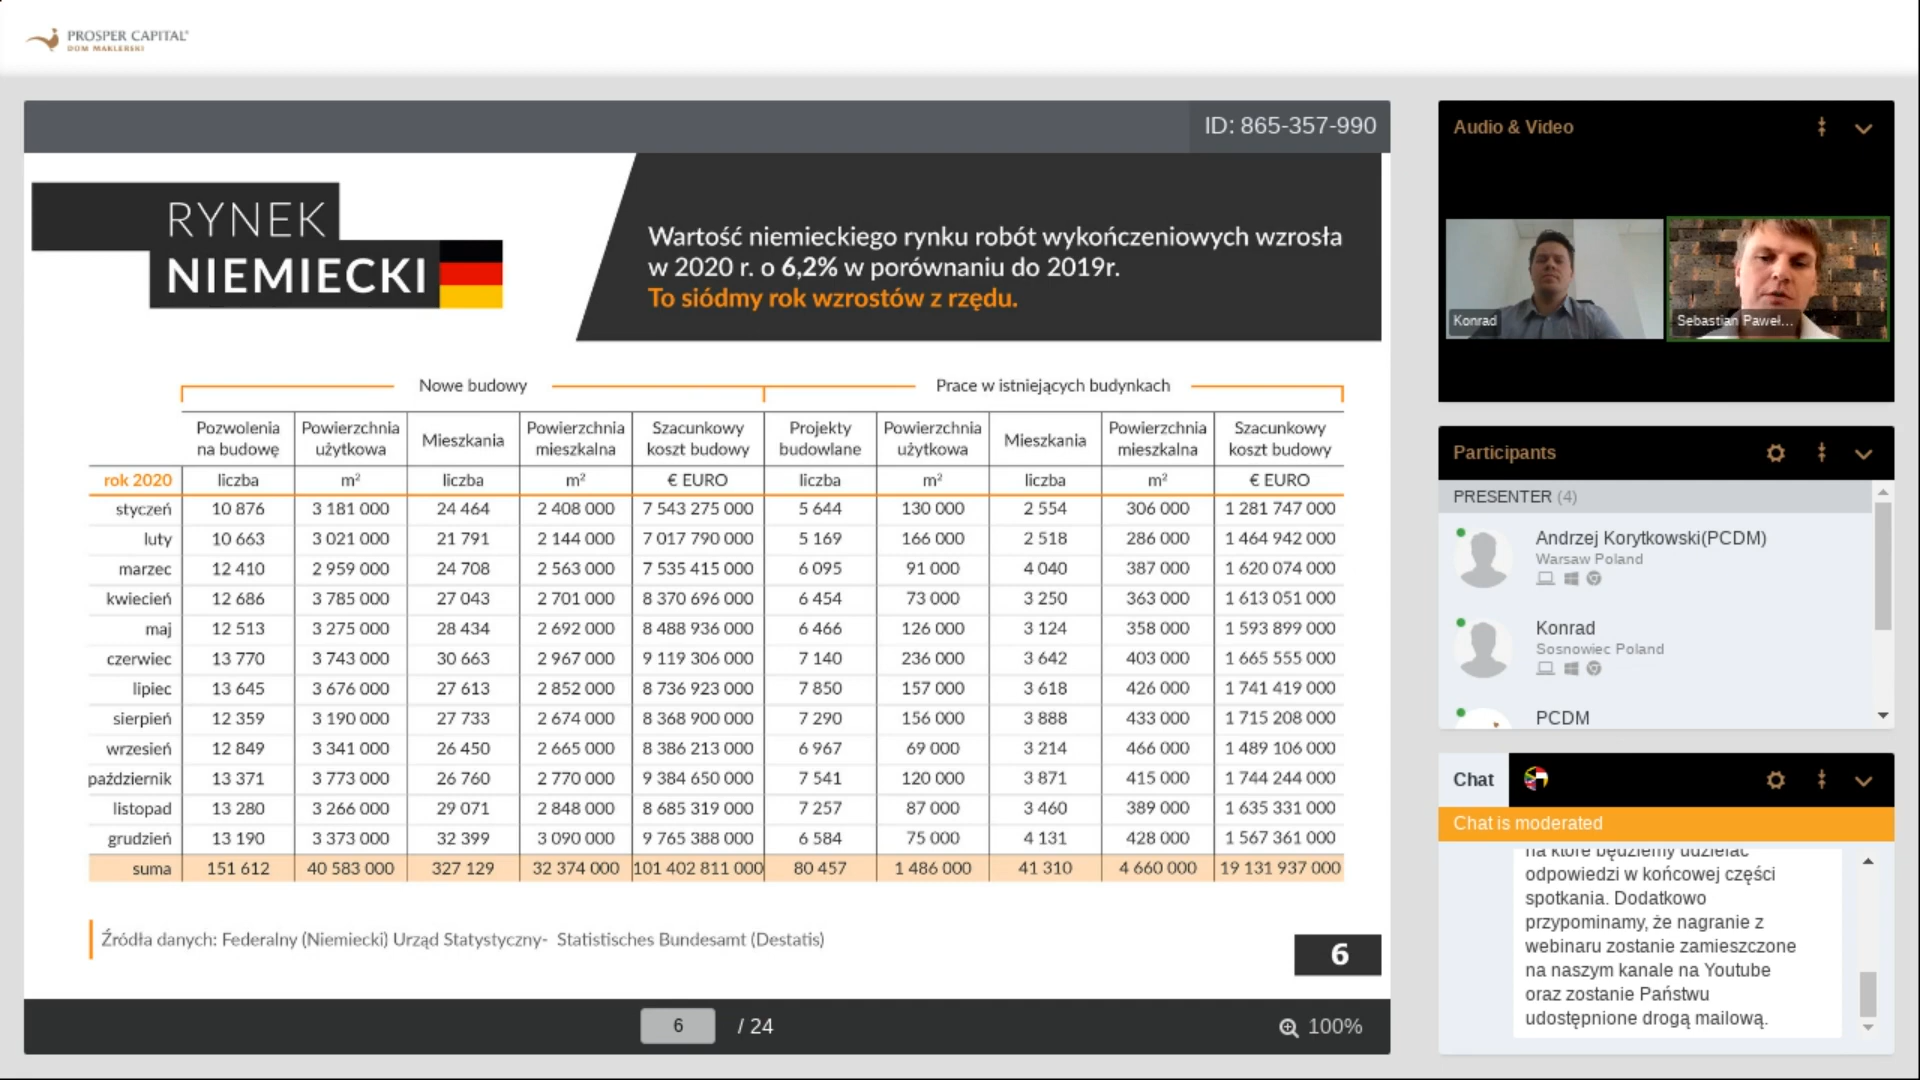 PROSPER CAPITAL®
DOM MAKLERSKI
ID: 865-357-990
RYNEK
NIEMIECKI
Wartość niemieckiego rynku robót wykończeniowych wzrosła
w 2020 r. o 6,2% w porównaniu do 2019r.
To siódmy rok wzrostów z rzędu.
Nowe budowy Prace w istniejących budynkach
Pozwolenia na budowę Powierzchnia użytkowa Mieszkania Powierzchnia mieszkalna Szacunkowy koszt budowy Projekty budowlane Powierzchnia użytkowa Mieszkania Powierzchnia mieszkalna Szacunkowy koszt budowy
rok 2020 liczba m² liczba m² € EURO liczba m² liczba m² € EURO
styczeń 10 876 3 181 000 24 464 2 408 000 7 543 275 000 5 644 130 000 2 554 306 000 1 281 747 000
luty 10 663 3 021 000 21 791 2 144 000 7 017 790 000 5 169 166 000 2 518 286 000 1 464 942 000
marzec 12 410 2 959 000 24 708 2 563 000 7 535 415 000 6 095 91 000 4 040 387 000 1 620 074 000
kwiecień 12 686 3 785 000 27 043 2 701 000 8 370 696 000 6 454 73 000 3 250 363 000 1 613 051 000
maj 12 513 3 275 000 28 434 2 692 000 8 488 936 000 6 466 126 000 3 124 358 000 1 593 899 000
czerwiec 13 770 3 743 000 30 663 2 967 000 9 119 306 000 7 140 236 000 3 642 403 000 1 665 555 000
lipiec 13 645 3 676 000 27 613 2 852 000 8 736 923 000 7 850 157 000 3 618 426 000 1 741 419 000
sierpień 12 359 3 190 000 27 733 2 674 000 8 368 900 000 7 290 156 000 3 888 433 000 1 715 208 000
wrzesień 12 849 3 341 000 26 450 2 665 000 8 386 213 000 6 967 69 000 3 214 466 000 1 489 106 000
październik 13 371 3 773 000 26 760 2 770 000 9 384 650 000 7 541 120 000 3 871 415 000 1 744 244 000
listopad 13 280 3 266 000 29 071 2 848 000 8 685 319 000 7 257 87 000 3 460 389 000 1 635 331 000
grudzień 13 190 3 373 000 32 399 3 090 000 9 765 388 000 6 584 75 000 4 131 428 000 1 567 361 000
suma 151 612 40 583 000 327 129 32 374 000 101 402 811 000 80 457 1 486 000 41 310 4 660 000 19 131 937 000
Źródła danych: Federalny (Niemiecki) Urząd Statystyczny- Statistisches Bundesamt (Destatis)
6
6 / 24
100%
Audio & Video
Konrad
Sebastian Paweł...
Participants
PRESENTER (4)
Andrzej Korytkowski(PCDM)
Warsaw Poland
Konrad
Sosnowiec Poland
PCDM
Chat
Chat is moderated
na które będziemy udzielać
odpowiedzi w końcowej części
spotkania. Dodatkowo
przypominamy, że nagranie z
webinaru zostanie zamieszczone
na naszym kanale na Youtube
oraz zostanie Państwu
udostępnione drogą mailową.